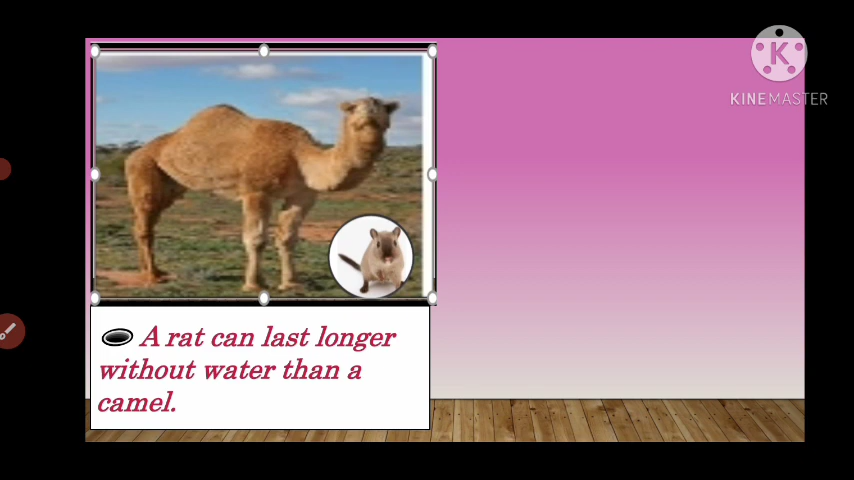 K
KINEMASTER
A rat can last longer
without water than a
camel.